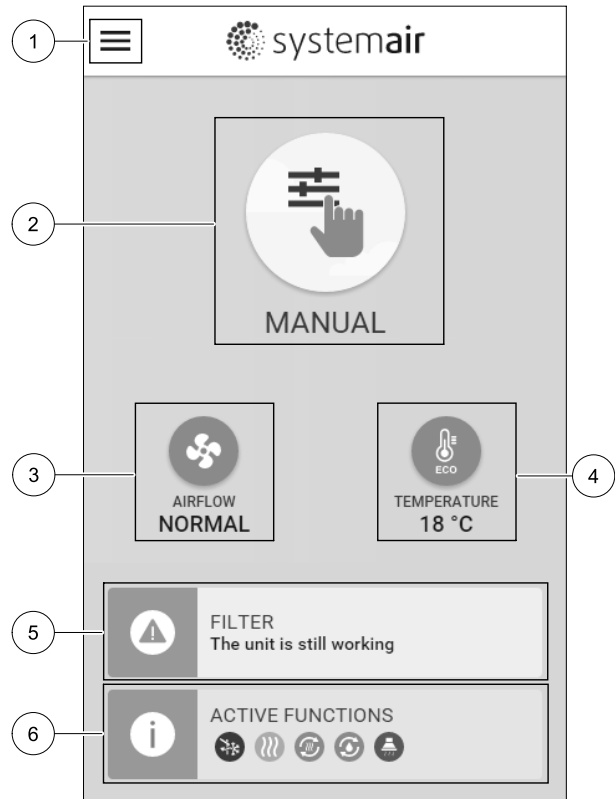 1
systemair
2
MANUAL
3
AIRFLOW
NORMAL
ECO
TEMPERATURE
18 °C
4
5
FILTER
The unit is still working
6
ACTIVE FUNCTIONS